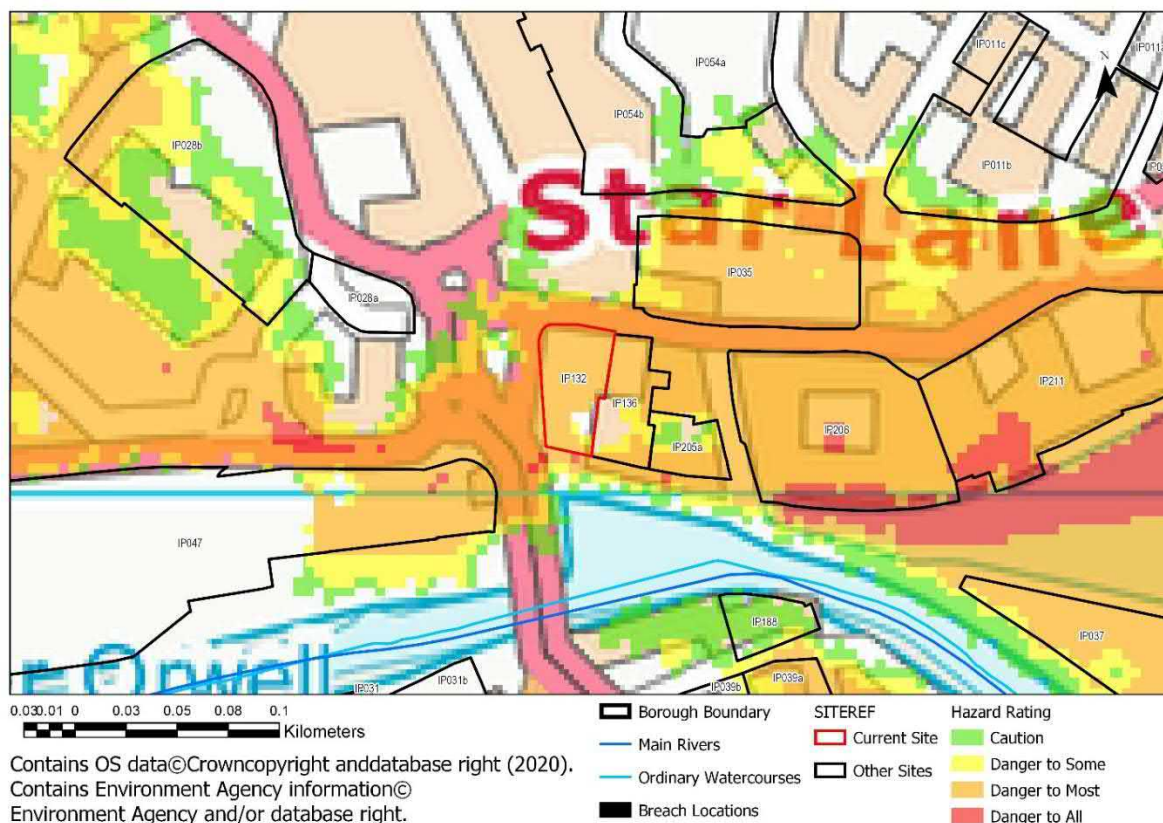 IP054a
IP011c
IP011
N
IP028b
IP054b
IP011b
Star Lane
IP035
IP028a
IP132
IP136
IP211
IP206
IP205a
IP047
IP188
IP037
r Orwell
IP031
IP031b
IP039b
IP039a
0.03 0.01 0 0.03 0.05 0.08 0.1
Kilometers
Contains OS data©Crowncopyright anddatabase right (2020).
Contains Environment Agency information©
Environment Agency and/or database right.
Borough Boundary
Main Rivers
Ordinary Watercourses
Breach Locations
SITEREF
Current Site
Other Sites
Hazard Rating
Caution
Danger to Some
Danger to Most
Danger to All